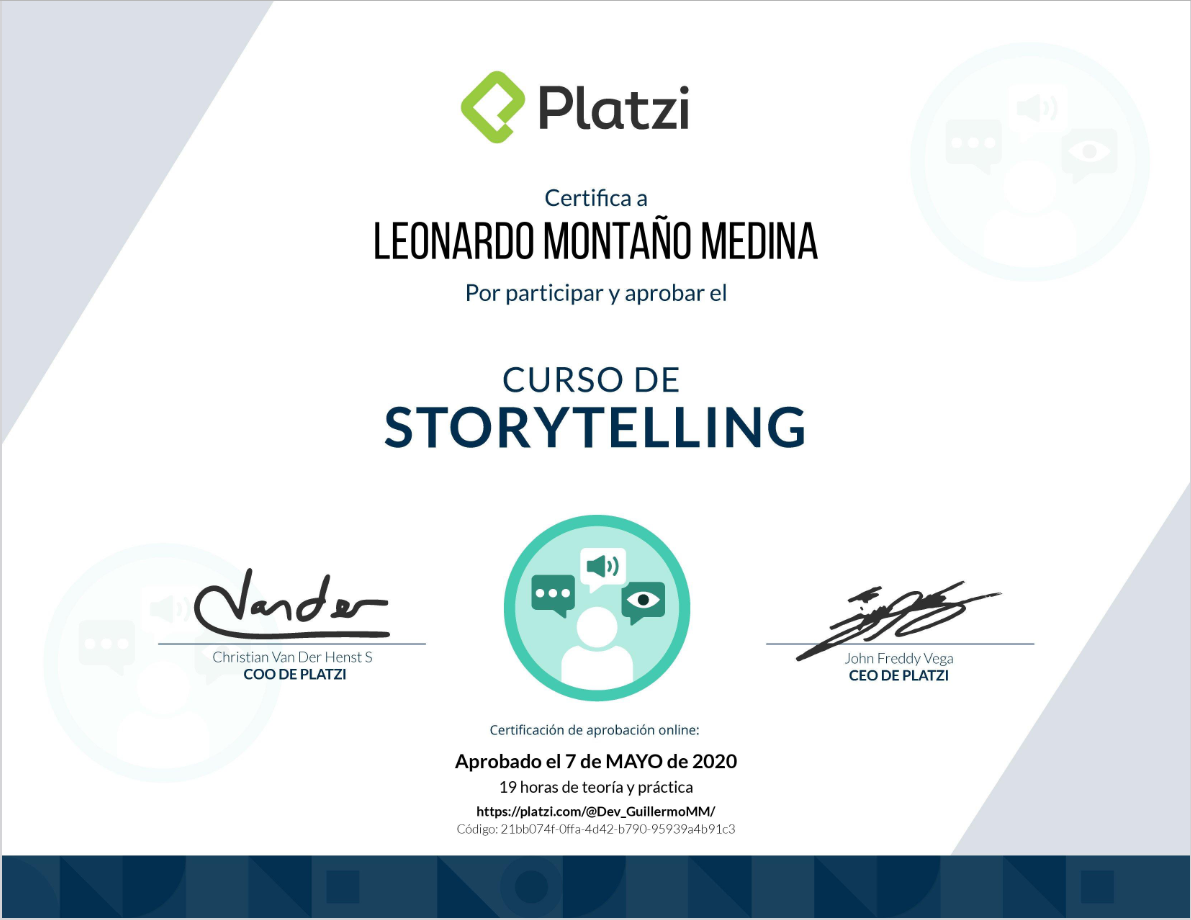 Platzi
Certifica a
LEONARDO MONTAÑO MEDINA
Por participar y aprobar el
CURSO DE
STORYTELLING
Vander
Christian Van Der Henst S
COO DE PLATZI
John Freddy Vega
CEO DE PLATZI
Certificación de aprobación online:
Aprobado el 7 de MAYO de 2020
19 horas de teoría y práctica
https://platzi.com/@Dev_GuillermoMM/
Código: 21bb074f-0ffa-4d42-b790-95939a4b91c3